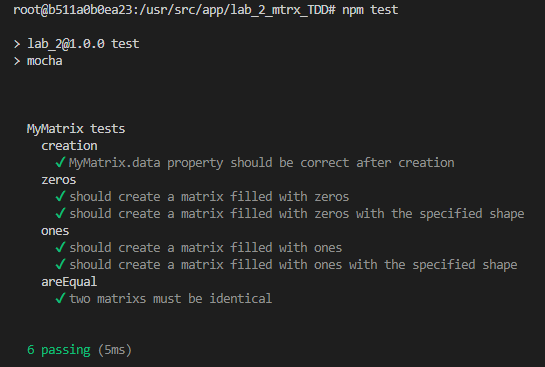 root@b511a0b0ea23:/usr/src/app/lab_2_mtrx_TDD# npm test
> lab_2@1.0.0 test
> mocha
MyMatrix tests
creation
✓ MyMatrix.data property should be correct after creation
zeros
✓ should create a matrix filled with zeros
✓ should create a matrix filled with zeros with the specified shape
ones
✓ should create a matrix filled with ones
✓ should create a matrix filled with ones with the specified shape
areEqual
✓ two matrixs must be identical
6 passing (5ms)